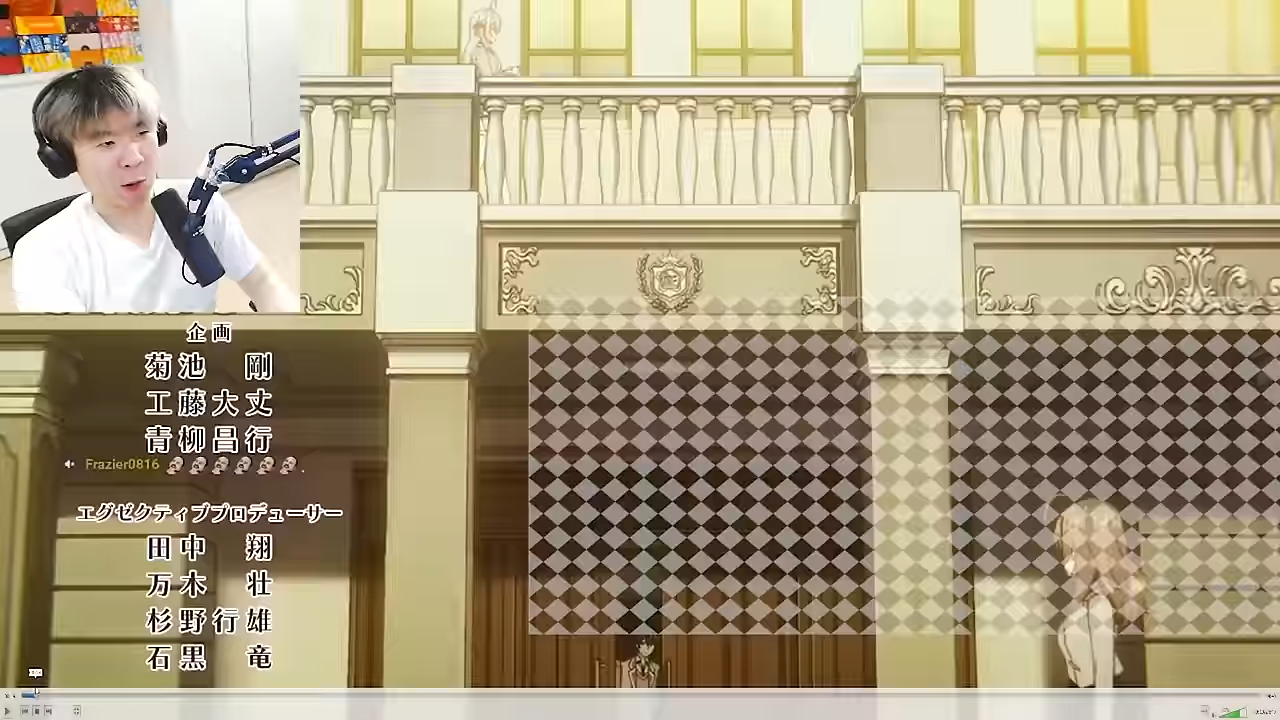 企画
菊池 剛
工藤大丈
青柳昌行
Frazier0816
エグゼクティブプロデューサー
田中 翔
万木 壮
杉野行雄
石黒 竜